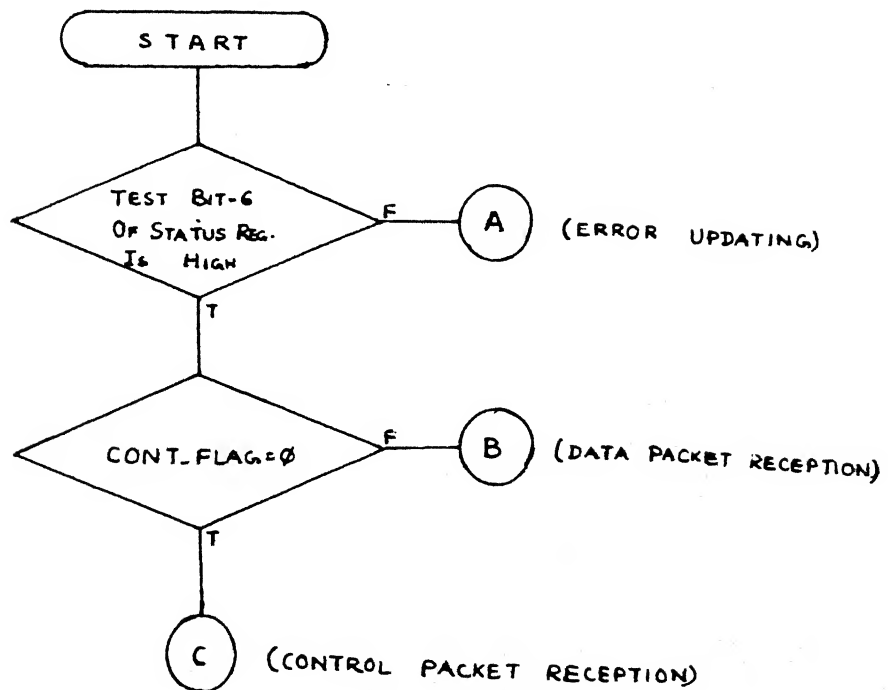 START
TEST BIT-6
OF STATUS REG.
IS HIGH
F
A
(ERROR UPDATING)
T
CONT_FLAG=Ø
F
B
(DATA PACKET RECEPTION)
T
C
(CONTROL PACKET RECEPTION)